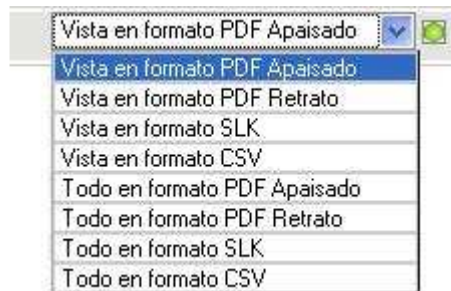 Vista en formato PDF Apaisado
Vista en formato PDF Apaisado
Vista en formato PDF Retrato
Vista en formato SLK
Vista en formato CSV
Todo en formato PDF Apaisado
Todo en formato PDF Retrato
Todo en formato SLK
Todo en formato CSV